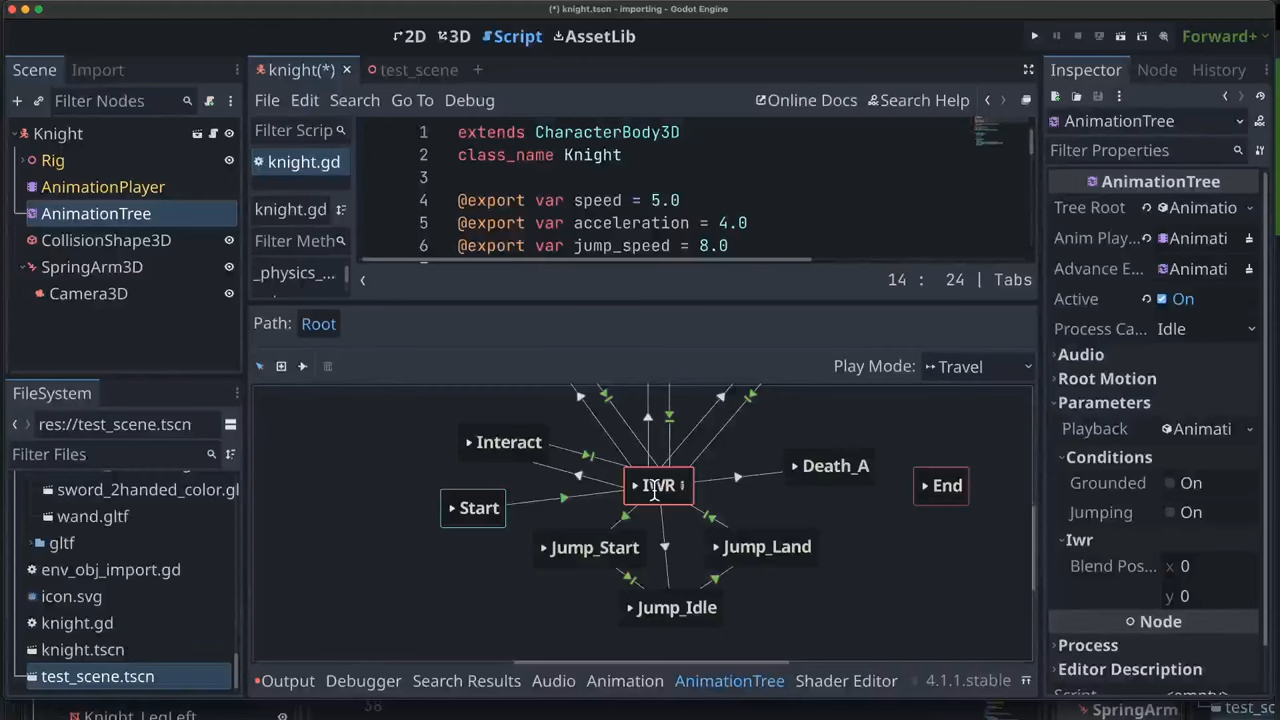 (*) knight.tscn - importing - Godot Engine
2D 3D Script AssetLib Forward+
Scene Import
Filter Nodes
Knight
Rig
AnimationPlayer
AnimationTree
CollisionShape3D
SpringArm3D
Camera3D
FileSystem
res://test_scene.tscn
Filter Files
sword_2handed_color.gl
wand.gltf
gltf
env_obj_import.gd
icon.svg
knight.gd
knight.tscn
test_scene.tscn
Knight_LegLeft
knight(*) test_scene
File Edit Search Go To Debug Online Docs Search Help
Filter Scrip
knight.gd
knight.gd
Filter Meth
_physics_...
1 extends CharacterBody3D
2 class_name Knight
3
4 @export var speed = 5.0
5 @export var acceleration = 4.0
6 @export var jump_speed = 8.0
14 : 24 | Tabs
Path: Root
Play Mode: Travel
Interact
Death_A
IWR
End
Start
Jump_Start
Jump_Land
Jump_Idle
Output Debugger Search Results Audio Animation AnimationTree Shader Editor 4.1.1.stable
38
Inspector Node History
AnimationTree
Filter Properties
AnimationTree
Tree Root Animatio
Anim Play... Animati
Advance E... Animati
Active On
Process Ca... Idle
Audio
Root Motion
Parameters
Playback Animati
Conditions
Grounded On
Jumping On
Iwr
Blend Pos... x 0
y 0
Node
Process
Editor Description
SpringArm
test_sc